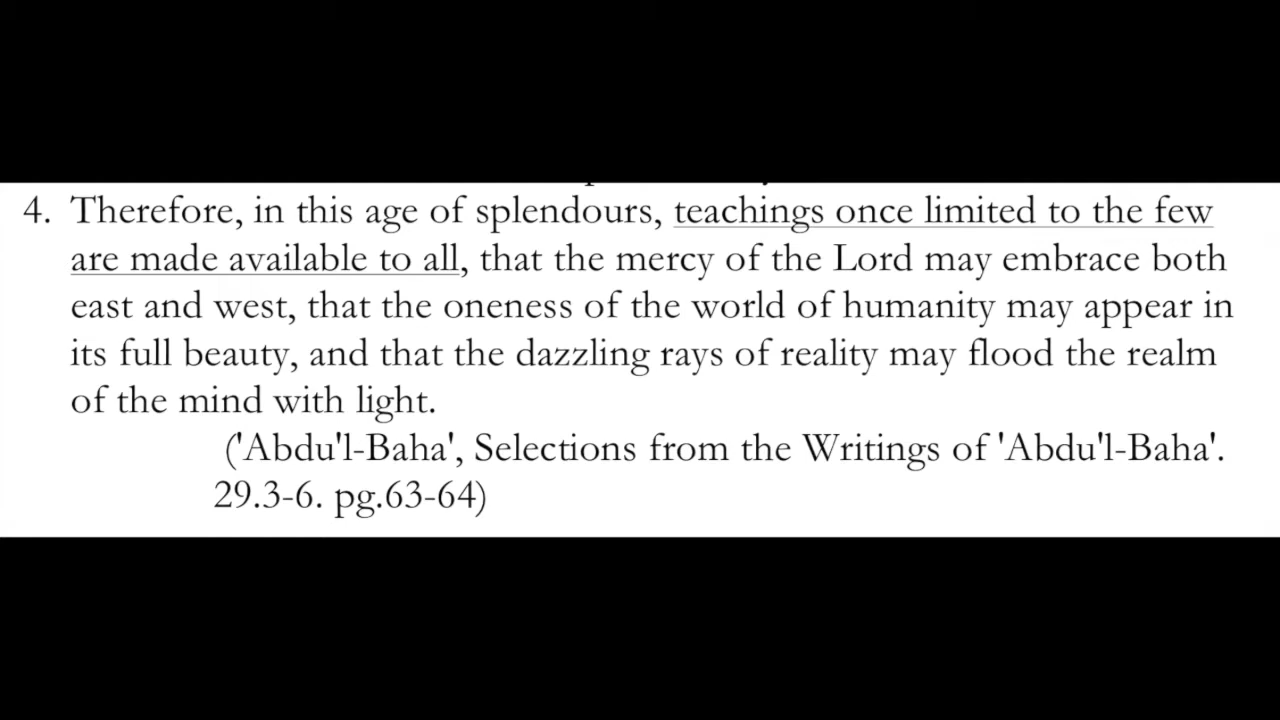 4. Therefore, in this age of splendours, teachings once limited to the few
are made available to all, that the mercy of the Lord may embrace both
east and west, that the oneness of the world of humanity may appear in
its full beauty, and that the dazzling rays of reality may flood the realm
of the mind with light.
('Abdu'l-Baha', Selections from the Writings of 'Abdu'l-Baha'.
29.3-6. pg.63-64)